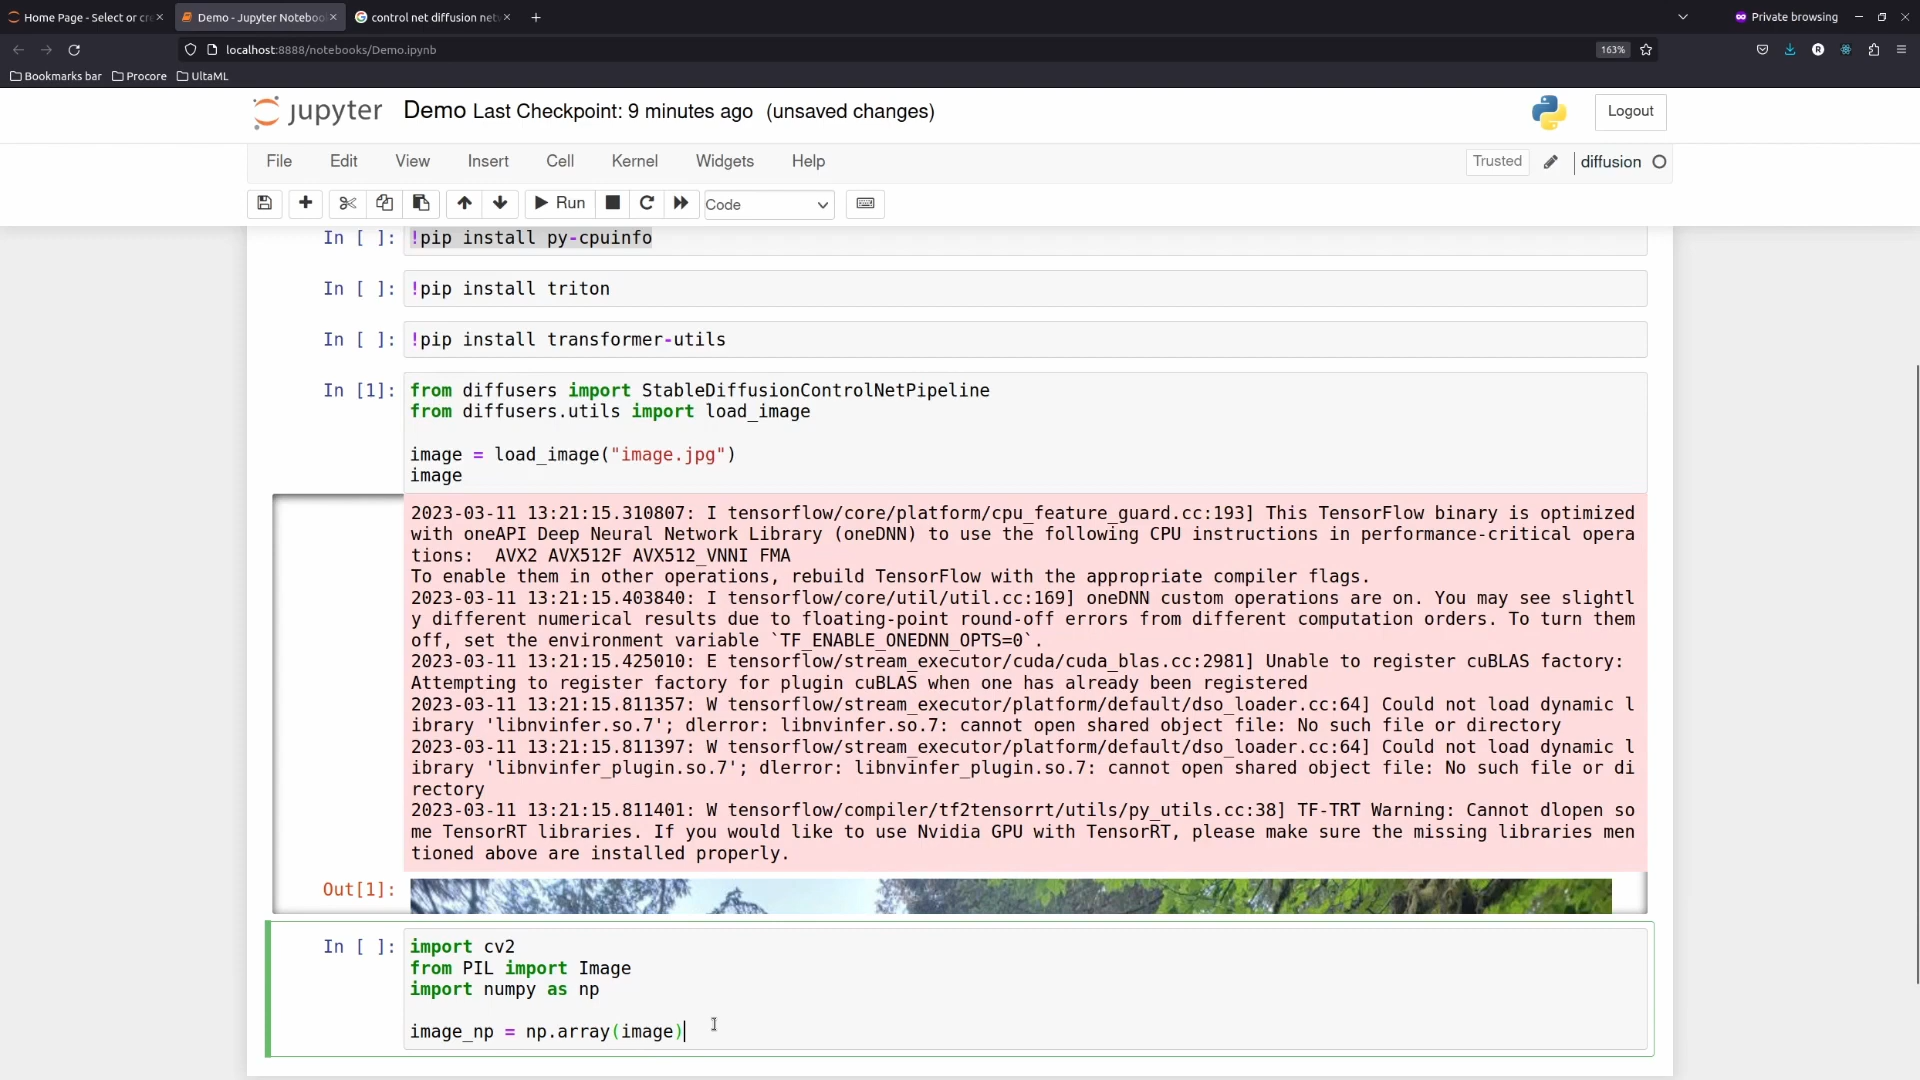 Home Page - Select or cre
Demo - Jupyter Notebook
control net diffusion net
Private browsing
localhost:8888/notebooks/Demo.ipynb
163%
Bookmarks bar
Procore
UltaML
jupyter
Demo Last Checkpoint: 9 minutes ago (unsaved changes)
Logout
File Edit View Insert Cell Kernel Widgets Help
Trusted
diffusion
Run
Code
In [ ]: !pip install py-cpuinfo
In [ ]: !pip install triton
In [ ]: !pip install transformer-utils
In [1]: from diffusers import StableDiffusionControlNetPipeline
from diffusers.utils import load_image
image = load_image("image.jpg")
image
2023-03-11 13:21:15.310807: I tensorflow/core/platform/cpu_feature_guard.cc:193] This TensorFlow binary is optimized
with oneAPI Deep Neural Network Library (oneDNN) to use the following CPU instructions in performance-critical opera
tions:  AVX2 AVX512F AVX512_VNNI FMA
To enable them in other operations, rebuild TensorFlow with the appropriate compiler flags.
2023-03-11 13:21:15.403840: I tensorflow/core/util/util.cc:169] oneDNN custom operations are on. You may see slightl
y different numerical results due to floating-point round-off errors from different computation orders. To turn them
off, set the environment variable `TF_ENABLE_ONEDNN_OPTS=0`.
2023-03-11 13:21:15.425010: E tensorflow/stream_executor/cuda/cuda_blas.cc:2981] Unable to register cuBLAS factory:
Attempting to register factory for plugin cuBLAS when one has already been registered
2023-03-11 13:21:15.811357: W tensorflow/stream_executor/platform/default/dso_loader.cc:64] Could not load dynamic l
ibrary 'libnvinfer.so.7'; dlerror: libnvinfer.so.7: cannot open shared object file: No such file or directory
2023-03-11 13:21:15.811397: W tensorflow/stream_executor/platform/default/dso_loader.cc:64] Could not load dynamic l
ibrary 'libnvinfer_plugin.so.7'; dlerror: libnvinfer_plugin.so.7: cannot open shared object file: No such file or di
rectory
2023-03-11 13:21:15.811401: W tensorflow/compiler/tf2tensorrt/utils/py_utils.cc:38] TF-TRT Warning: Cannot dlopen so
me TensorRT libraries. If you would like to use Nvidia GPU with TensorRT, please make sure the missing libraries men
tioned above are installed properly.
Out[1]:
In [ ]: import cv2
from PIL import Image
import numpy as np
image_np = np.array(image)